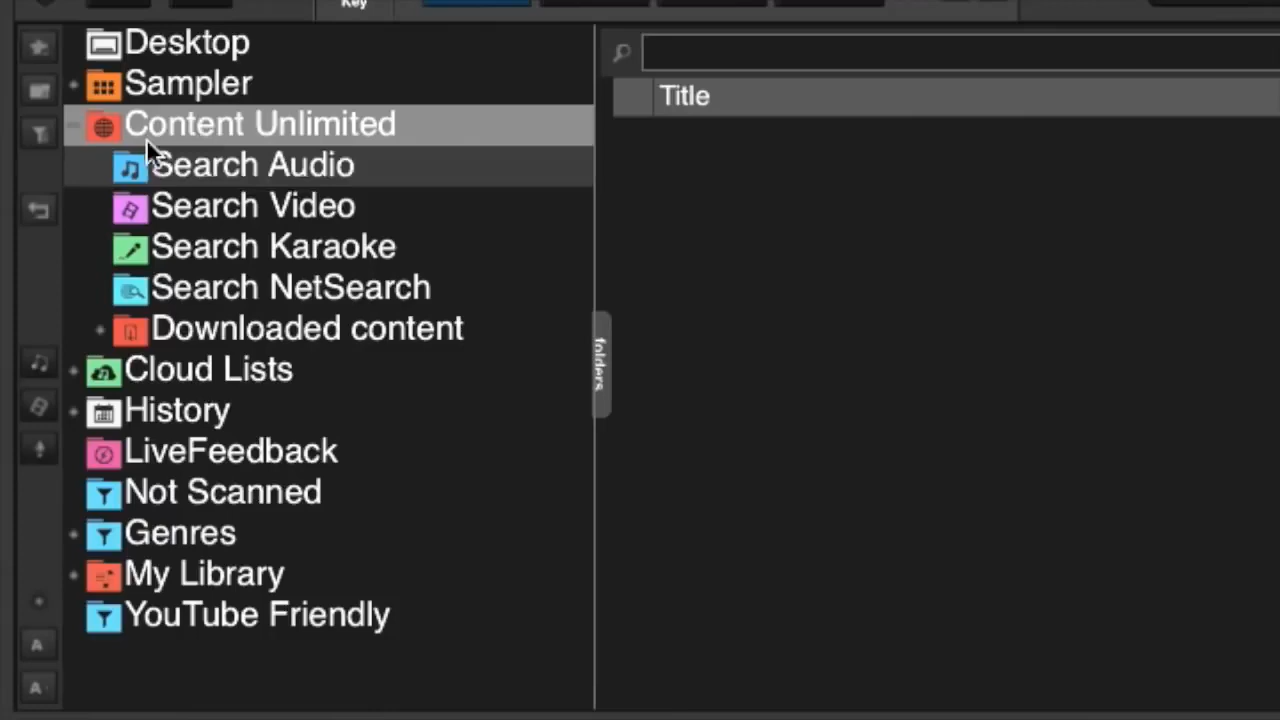 Key
Desktop
Sampler
Content Unlimited
Search Audio
Search Video
Search Karaoke
Search NetSearch
Downloaded content
Cloud Lists
History
LiveFeedback
Not Scanned
Genres
My Library
YouTube Friendly
Title
folders
A
A